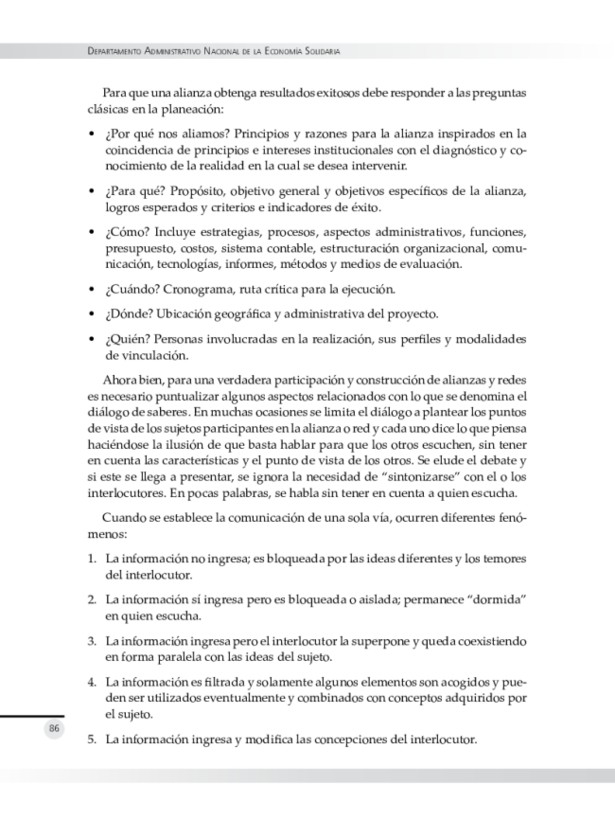 Departamento Administrativo Nacional de la Economía Solidaria
Para que una alianza obtenga resultados exitosos debe responder a las preguntas
clásicas en la planeación:
• ¿Por qué nos aliamos? Principios y razones para la alianza inspirados en la
coincidencia de principios e intereses institucionales con el diagnóstico y co-
nocimiento de la realidad en la cual se desea intervenir.
• ¿Para qué? Propósito, objetivo general y objetivos específicos de la alianza,
logros esperados y criterios e indicadores de éxito.
• ¿Cómo? Incluye estrategias, procesos, aspectos administrativos, funciones,
presupuesto, costos, sistema contable, estructuración organizacional, comu-
nicación, tecnologías, informes, métodos y medios de evaluación.
• ¿Cuándo? Cronograma, ruta crítica para la ejecución.
• ¿Dónde? Ubicación geográfica y administrativa del proyecto.
• ¿Quién? Personas involucradas en la realización, sus perfiles y modalidades
de vinculación.
Ahora bien, para una verdadera participación y construcción de alianzas y redes
es necesario puntualizar algunos aspectos relacionados con lo que se denomina el
diálogo de saberes. En muchas ocasiones se limita el diálogo a plantear los puntos
de vista de los sujetos participantes en la alianza o red y cada uno dice lo que piensa
haciéndose la ilusión de que basta hablar para que los otros escuchen, sin tener
en cuenta las características y el punto de vista de los otros. Se elude el debate y
si este se llega a presentar, se ignora la necesidad de “sintonizarse” con el o los
interlocutores. En pocas palabras, se habla sin tener en cuenta a quien escucha.
Cuando se establece la comunicación de una sola vía, ocurren diferentes fenó-
menos:
1. La información no ingresa; es bloqueada por las ideas diferentes y los temores
del interlocutor.
2. La información sí ingresa pero es bloqueada o aislada; permanece “dormida”
en quien escucha.
3. La información ingresa pero el interlocutor la superpone y queda coexistiendo
en forma paralela con las ideas del sujeto.
4. La información es filtrada y solamente algunos elementos son acogidos y pue-
den ser utilizados eventualmente y combinados con conceptos adquiridos por
el sujeto.
86
5. La información ingresa y modifica las concepciones del interlocutor.